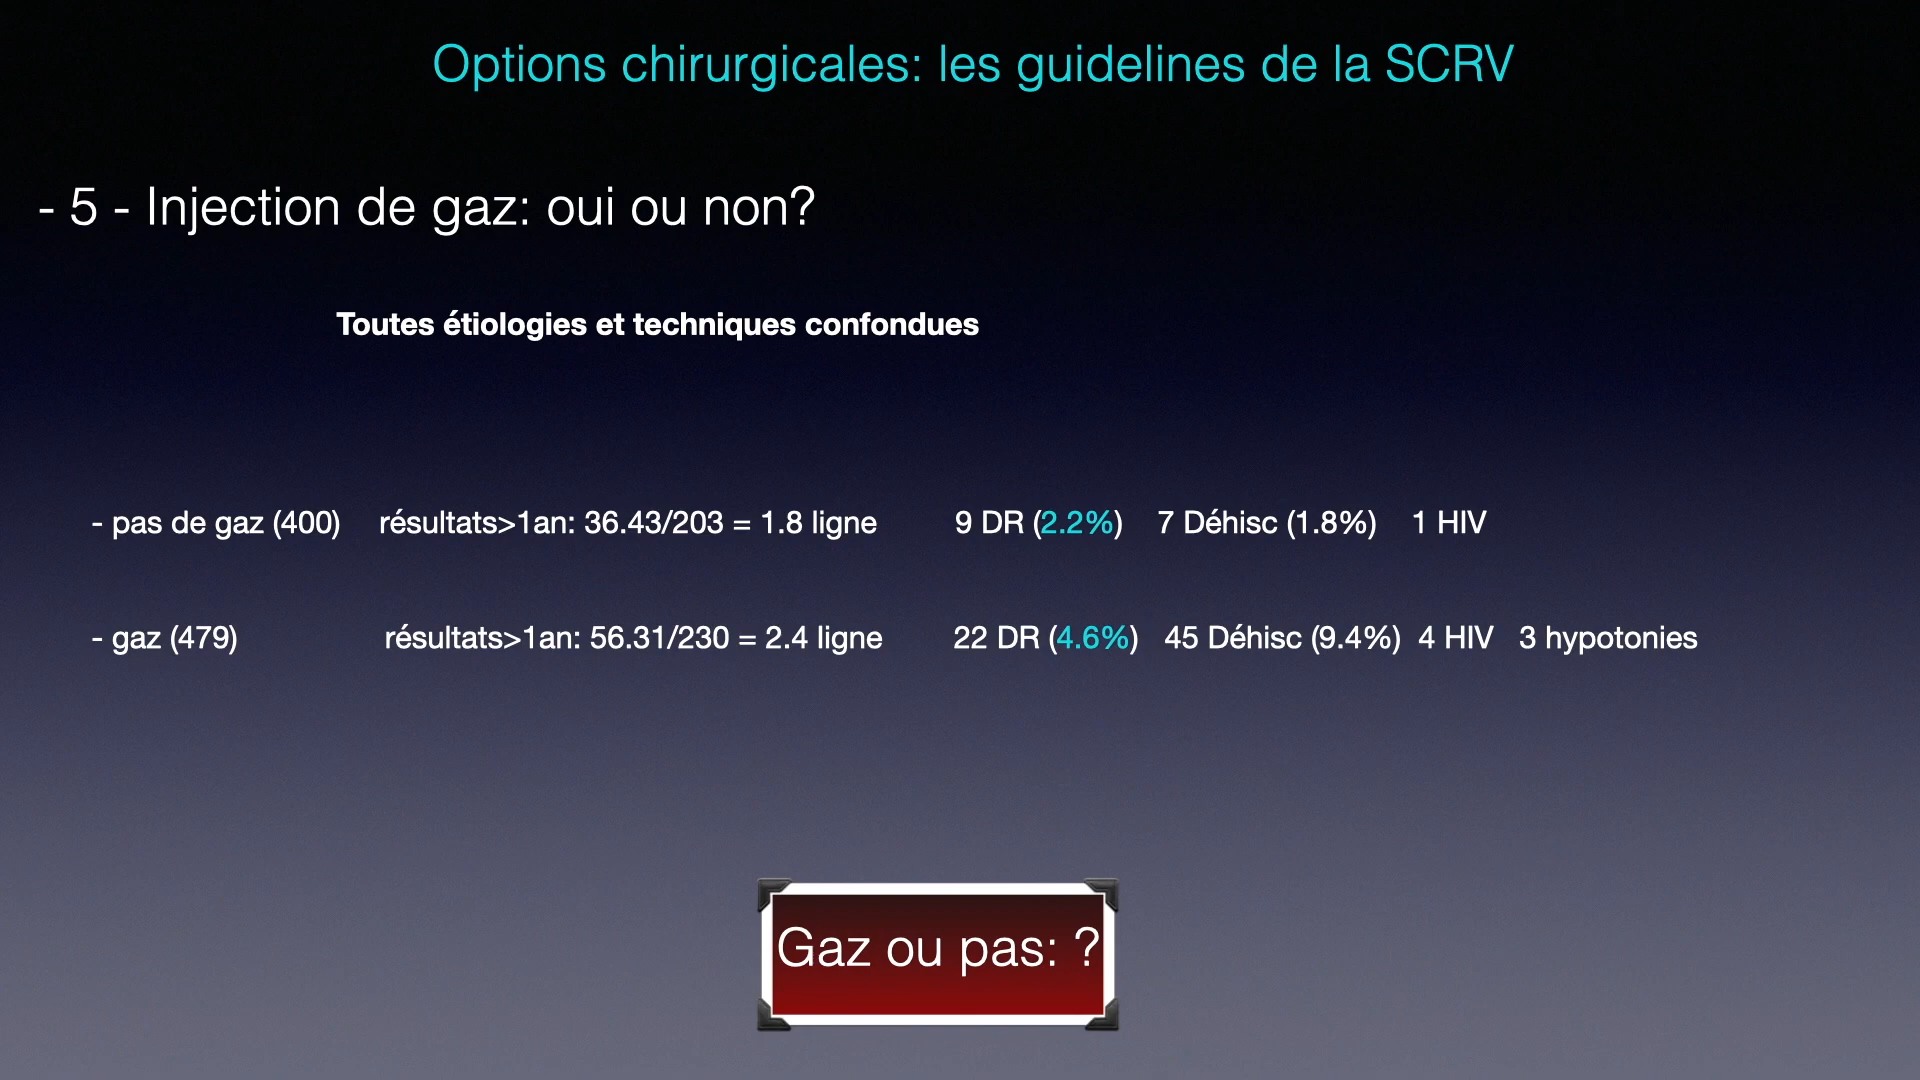 Options chirurgicales: les guidelines de la SCRV
- 5 - Injection de gaz: oui ou non?
Toutes étiologies et techniques confondues
- pas de gaz (400) résultats>1an: 36.43/203 = 1.8 ligne 9 DR (2.2%) 7 Déhisc (1.8%) 1 HIV
- gaz (479) résultats>1an: 56.31/230 = 2.4 ligne 22 DR (4.6%) 45 Déhisc (9.4%) 4 HIV 3 hypotonies
Gaz ou pas: ?